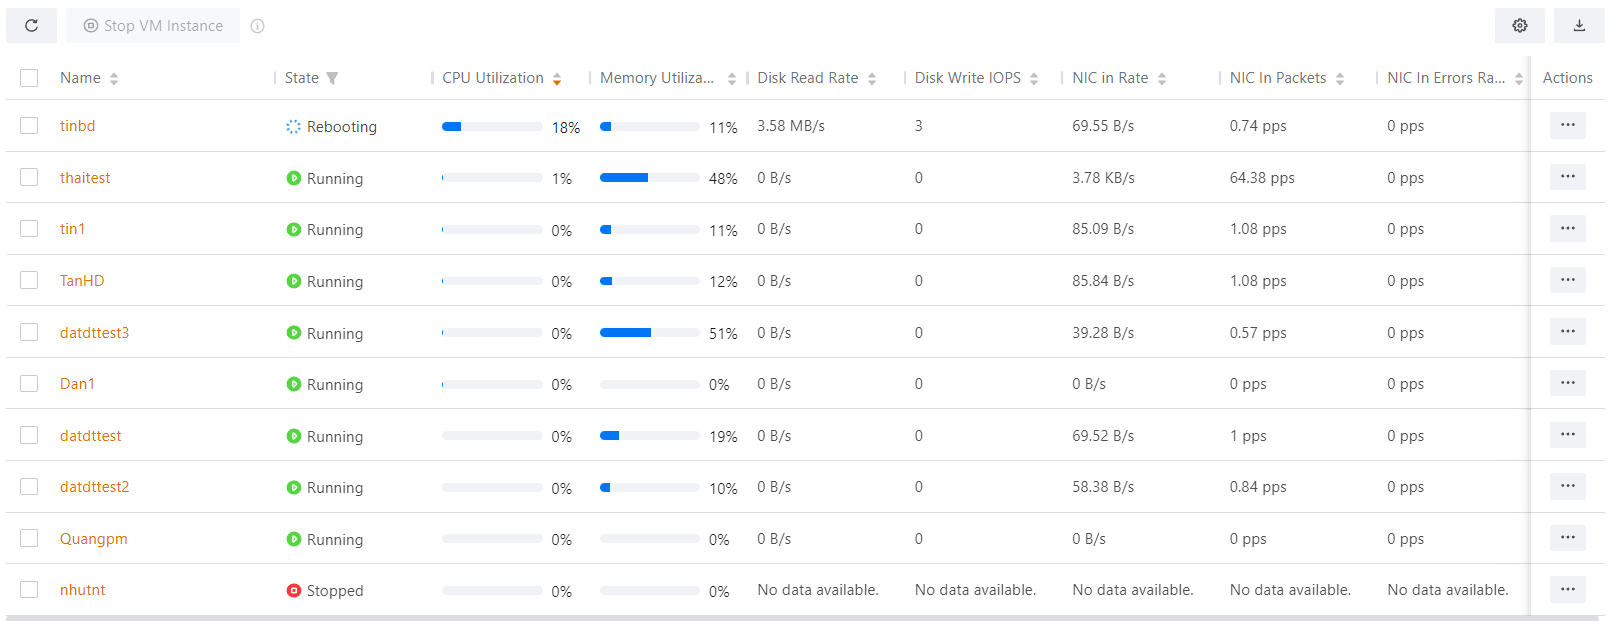 Stop VM Instance
Name State CPU Utilization Memory Utiliza... Disk Read Rate Disk Write IOPS NIC in Rate NIC In Packets NIC In Errors Ra... Actions
tinbd Rebooting 18% 11% 3.58 MB/s 3 69.55 B/s 0.74 pps 0 pps ...
thaitest Running 1% 48% 0 B/s 0 3.78 KB/s 64.38 pps 0 pps ...
tin1 Running 0% 11% 0 B/s 0 85.09 B/s 1.08 pps 0 pps ...
TanHD Running 0% 12% 0 B/s 0 85.84 B/s 1.08 pps 0 pps ...
datdttest3 Running 0% 51% 0 B/s 0 39.28 B/s 0.57 pps 0 pps ...
Dan1 Running 0% 0% 0 B/s 0 0 B/s 0 pps 0 pps ...
datdttest Running 0% 19% 0 B/s 0 69.52 B/s 1 pps 0 pps ...
datdttest2 Running 0% 10% 0 B/s 0 58.38 B/s 0.84 pps 0 pps ...
Quangpm Running 0% 0% 0 B/s 0 0 B/s 0 pps 0 pps ...
nhutnt Stopped 0% 0% No data available. No data available. No data available. No data available. No data available. ...